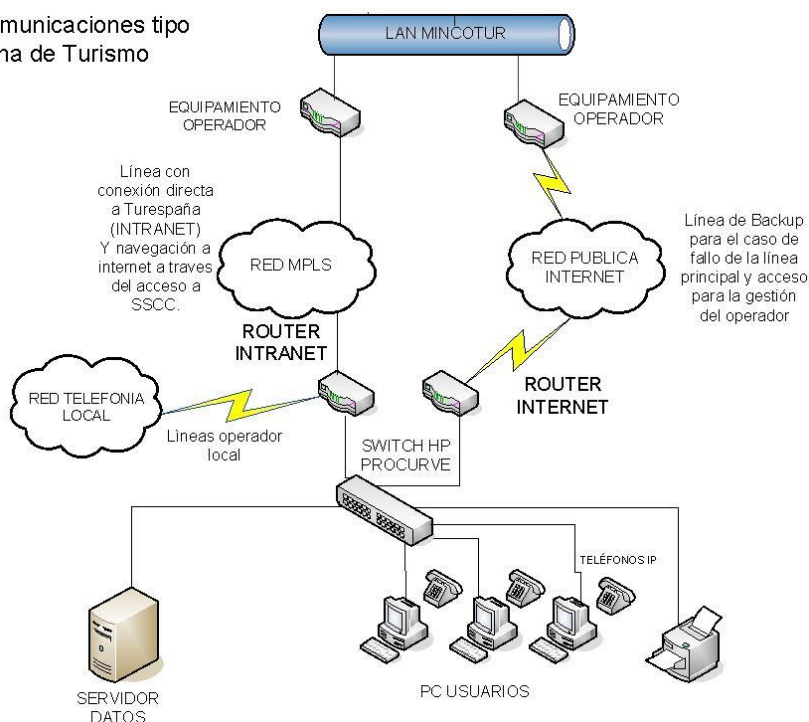 municaciones tipo
na de Turismo
LAN MINCOTUR
EQUIPAMIENTO
OPERADOR
EQUIPAMIENTO
OPERADOR
Línea con
conexión directa
a Turespaña
(INTRANET)
Y navegación a
internet a traves
del acceso a
SSCC.
RED MPLS
RED PUBLICA
INTERNET
Línea de Backup
para el caso de
fallo de la línea
principal y acceso
para la gestión
del operador
ROUTER
INTRANET
ROUTER
INTERNET
RED TELEFONIA
LOCAL
Lìneas operador
local
SWITCH HP
PROCURVE
TELÉFONOS IP
SERVIDOR
DATOS
PC USUARIOS